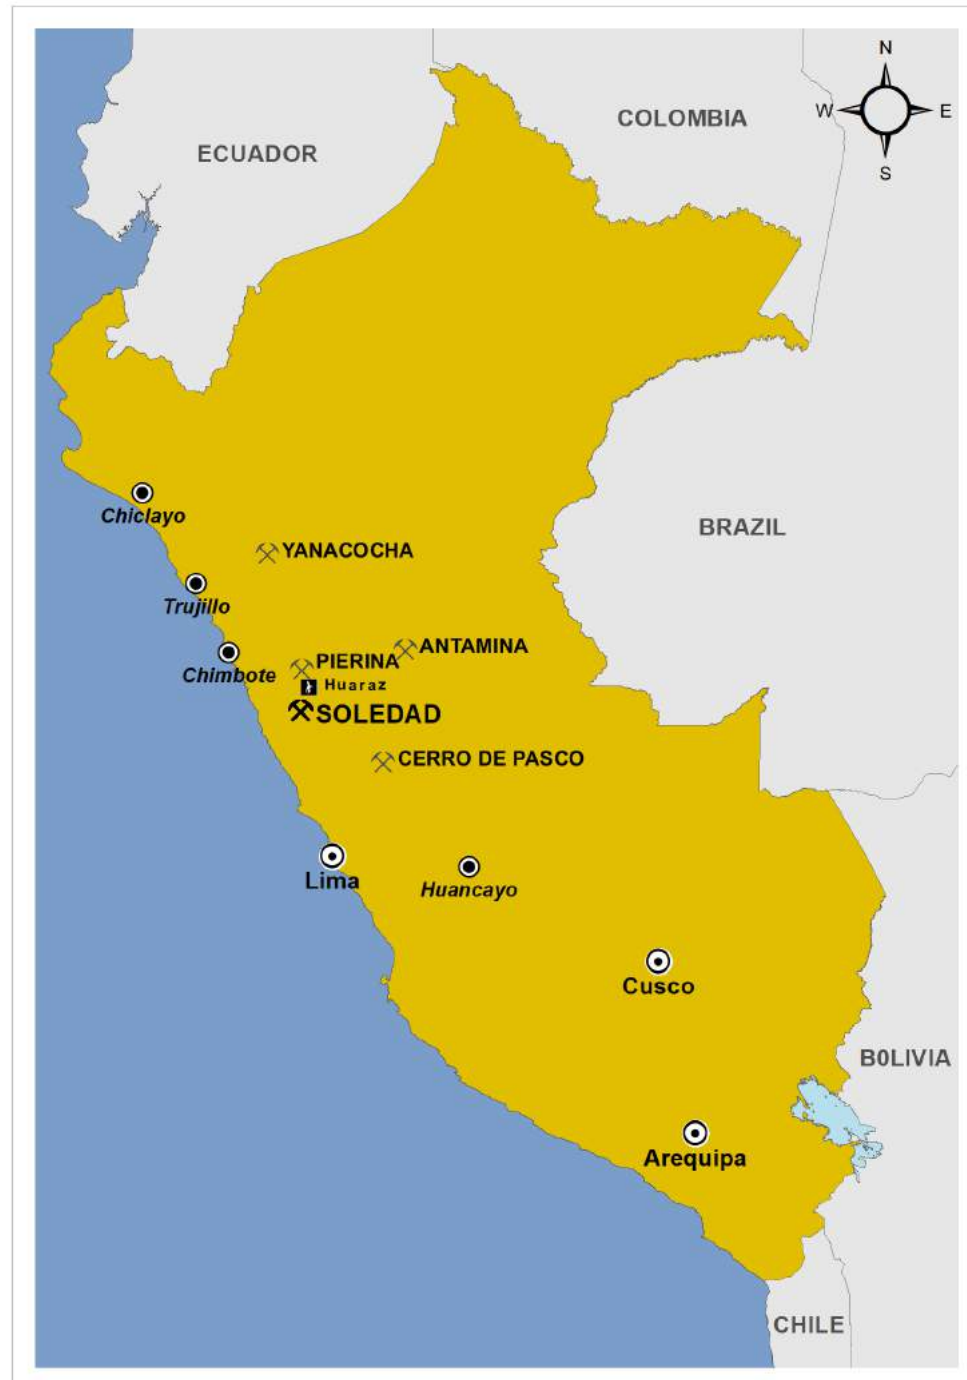 N
COLOMBIA
W
E
ECUADOR
S
Chiclayo
BRAZIL
YANACOCHA
Trujillo
ANTAMINA
PIERINA
Chimbote
Huaraz
SOLEDAD
CERRO DE PASCO
Lima
Huancayo
Cusco
B0LIVIA
Arequipa
CHILE